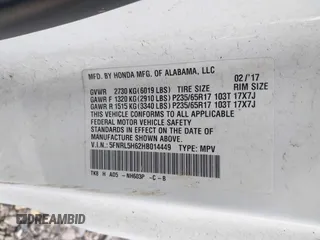 MFD. BY HONDA MFG. OF ALABAMA, LLC 02/'17
GVWR 2730 KG (6019 LBS) TIRE SIZE RIM SIZE
GAWR F 1320 KG (2910 LBS) P235/65R17 103T 17X7J
GAWR R 1515 KG (3340 LBS) P235/65R17 103T 17X7J
THIS VEHICLE CONFORMS TO ALL APPLICABLE
FEDERAL MOTOR VEHICLE SAFETY
AND THEFT PREVENTION STANDARDS IN EFFECT
ON THE DATE OF MANUFACTURE SHOWN ABOVE.
V.I.N.: 5FNRL5H62HB014449 TYPE: MPV
TK8 H A05 -NH603P -C-B